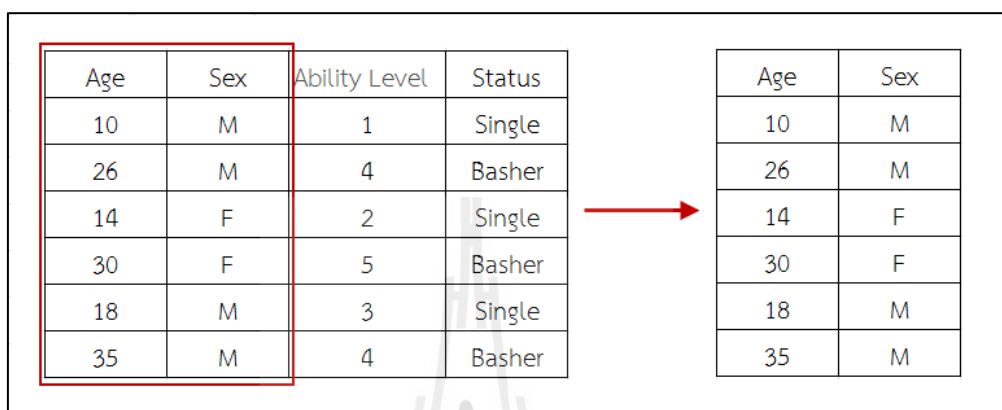 Age Sex Ability Level Status
10 M 1 Single
26 M 4 Basher
14 F 2 Single
30 F 5 Basher
18 M 3 Single
35 M 4 Basher
Age Sex
10 M
26 M
14 F
30 F
18 M
35 M